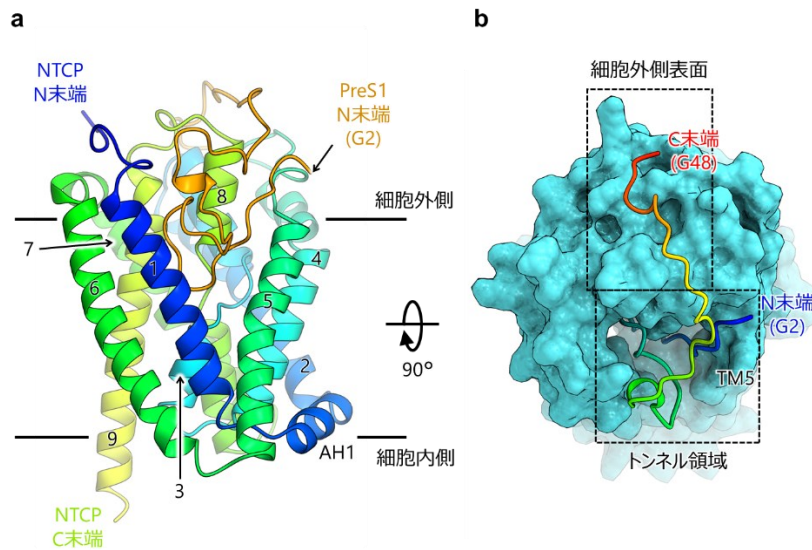 a
NTCP
N末端
PreS1
N末端
(G2)
8
細胞外側
7
1
4
6
5
2
9
AH1
細胞内側
3
NTCP
C末端
90°
b
細胞外側表面
C末端
(G48)
N末端
(G2)
TM5
トンネル領域